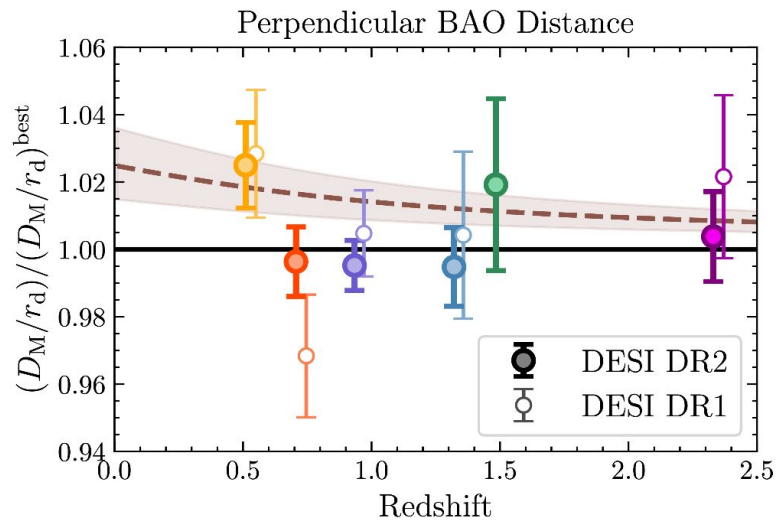 Perpendicular BAO Distance
(D_M/r_d)/(D_M/r_d)^best
1.06
1.04
1.02
1.00
0.98
0.96
0.94
DESI DR2
DESI DR1
0.0 0.5 1.0 1.5 2.0 2.5
Redshift